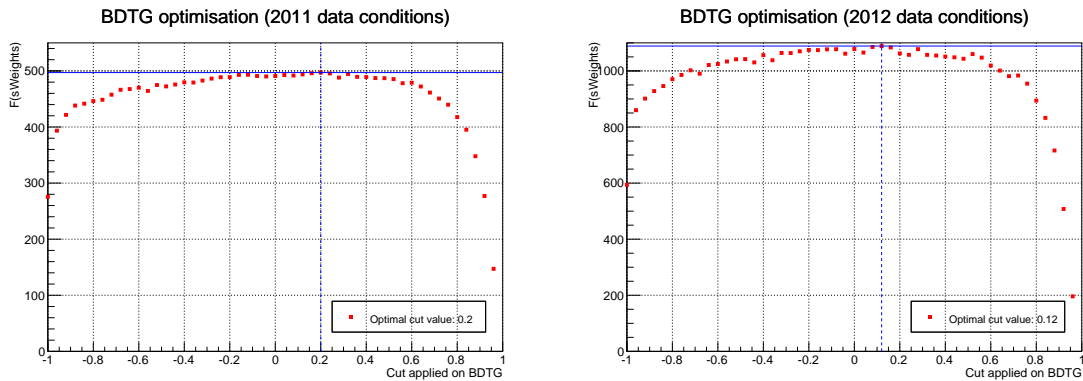 BDTG optimisation (2011 data conditions)
F(sWeights)
500
400
300
200
100
0
-1 -0.8 -0.6 -0.4 -0.2 0 0.2 0.4 0.6 0.8 1
Cut applied on BDTG
Optimal cut value: 0.2
BDTG optimisation (2012 data conditions)
F(sWeights)
1000
800
600
400
200
0
-1 -0.8 -0.6 -0.4 -0.2 0 0.2 0.4 0.6 0.8 1
Cut applied on BDTG
Optimal cut value: 0.12